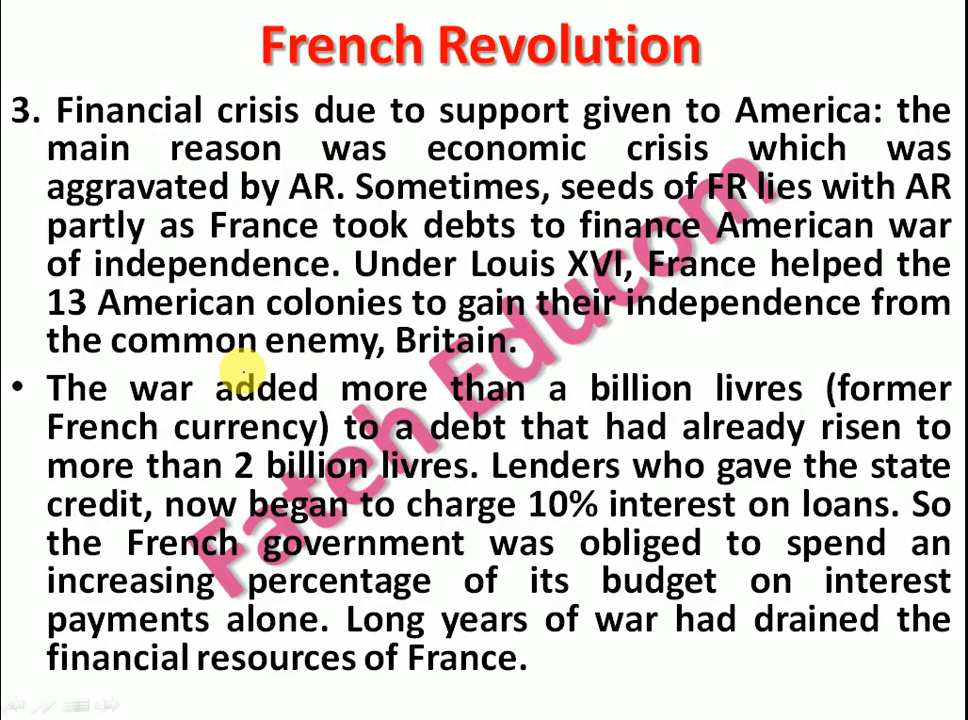 French Revolution
3. Financial crisis due to support given to America: the
main reason was economic crisis which was
aggravated by AR. Sometimes, seeds of FR lies with AR
partly as France took debts to finance American war
of independence. Under Louis XVI, France helped the
13 American colonies to gain their independence from
the common enemy, Britain.
• The war added more than a billion livres (former
French currency) to a debt that had already risen to
more than 2 billion livres. Lenders who gave the state
credit, now began to charge 10% interest on loans. So
the French government was obliged to spend an
increasing percentage of its budget on interest
payments alone. Long years of war had drained the
financial resources of France.
Fateh Educom